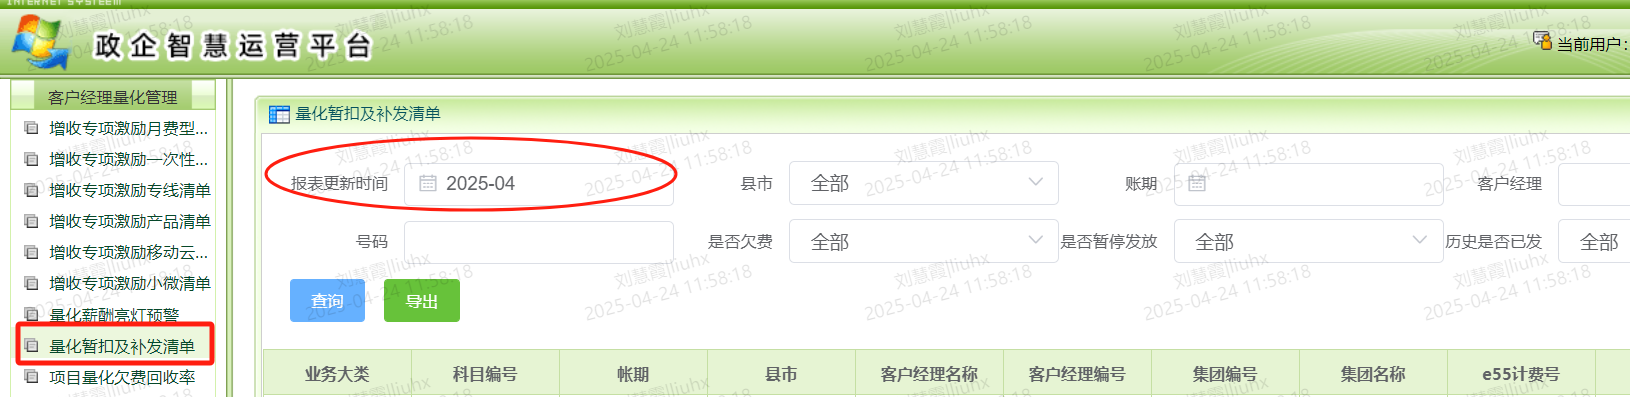 INTERNET SYSTEEM
政企智慧运营平台
当前用户:
客户经理量化管理
增收专项激励月费型...
增收专项激励一次性...
增收专项激励专线清单
增收专项激励产品清单
增收专项激励移动云...
增收专项激励小微清单
量化薪酬亮灯预警
量化暂扣及补发清单
项目量化欠费回收率
量化暂扣及补发清单
报表更新时间 2025-04 县市 全部 账期 客户经理
号码 是否欠费 全部 是否暂停发放 全部 历史是否已发 全部
查询 导出
业务大类 科目编号 帐期 县市 客户经理名称 客户经理编号 集团编号 集团名称 e55计费号
刘慧霞|liuhx
2025-04-24 11:58:18